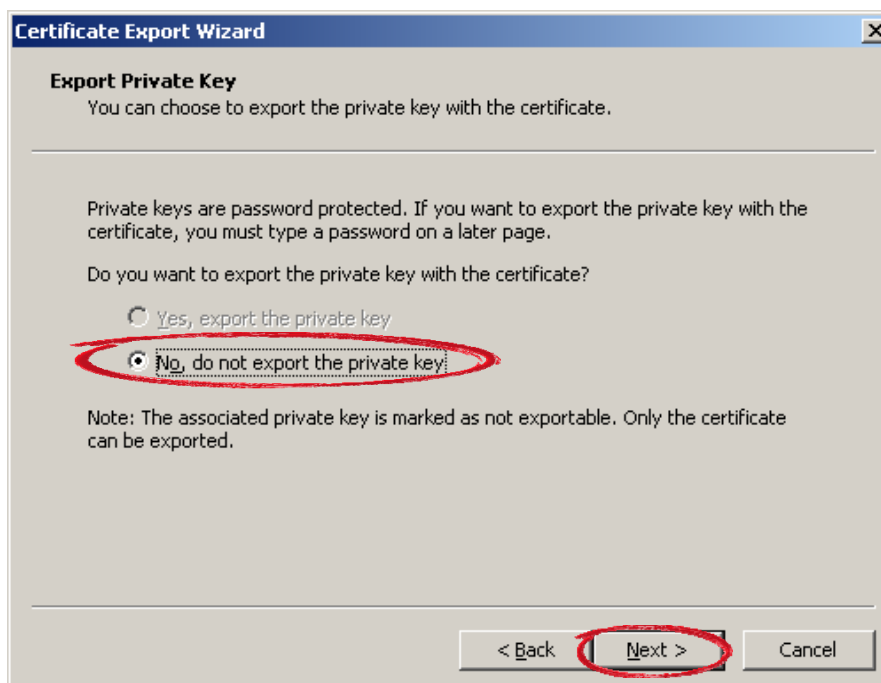 Certificate Export Wizard
Export Private Key
You can choose to export the private key with the certificate.
Private keys are password protected. If you want to export the private key with the
certificate, you must type a password on a later page.
Do you want to export the private key with the certificate?
Yes, export the private key
No, do not export the private key
Note: The associated private key is marked as not exportable. Only the certificate
can be exported.
< Back
Next >
Cancel